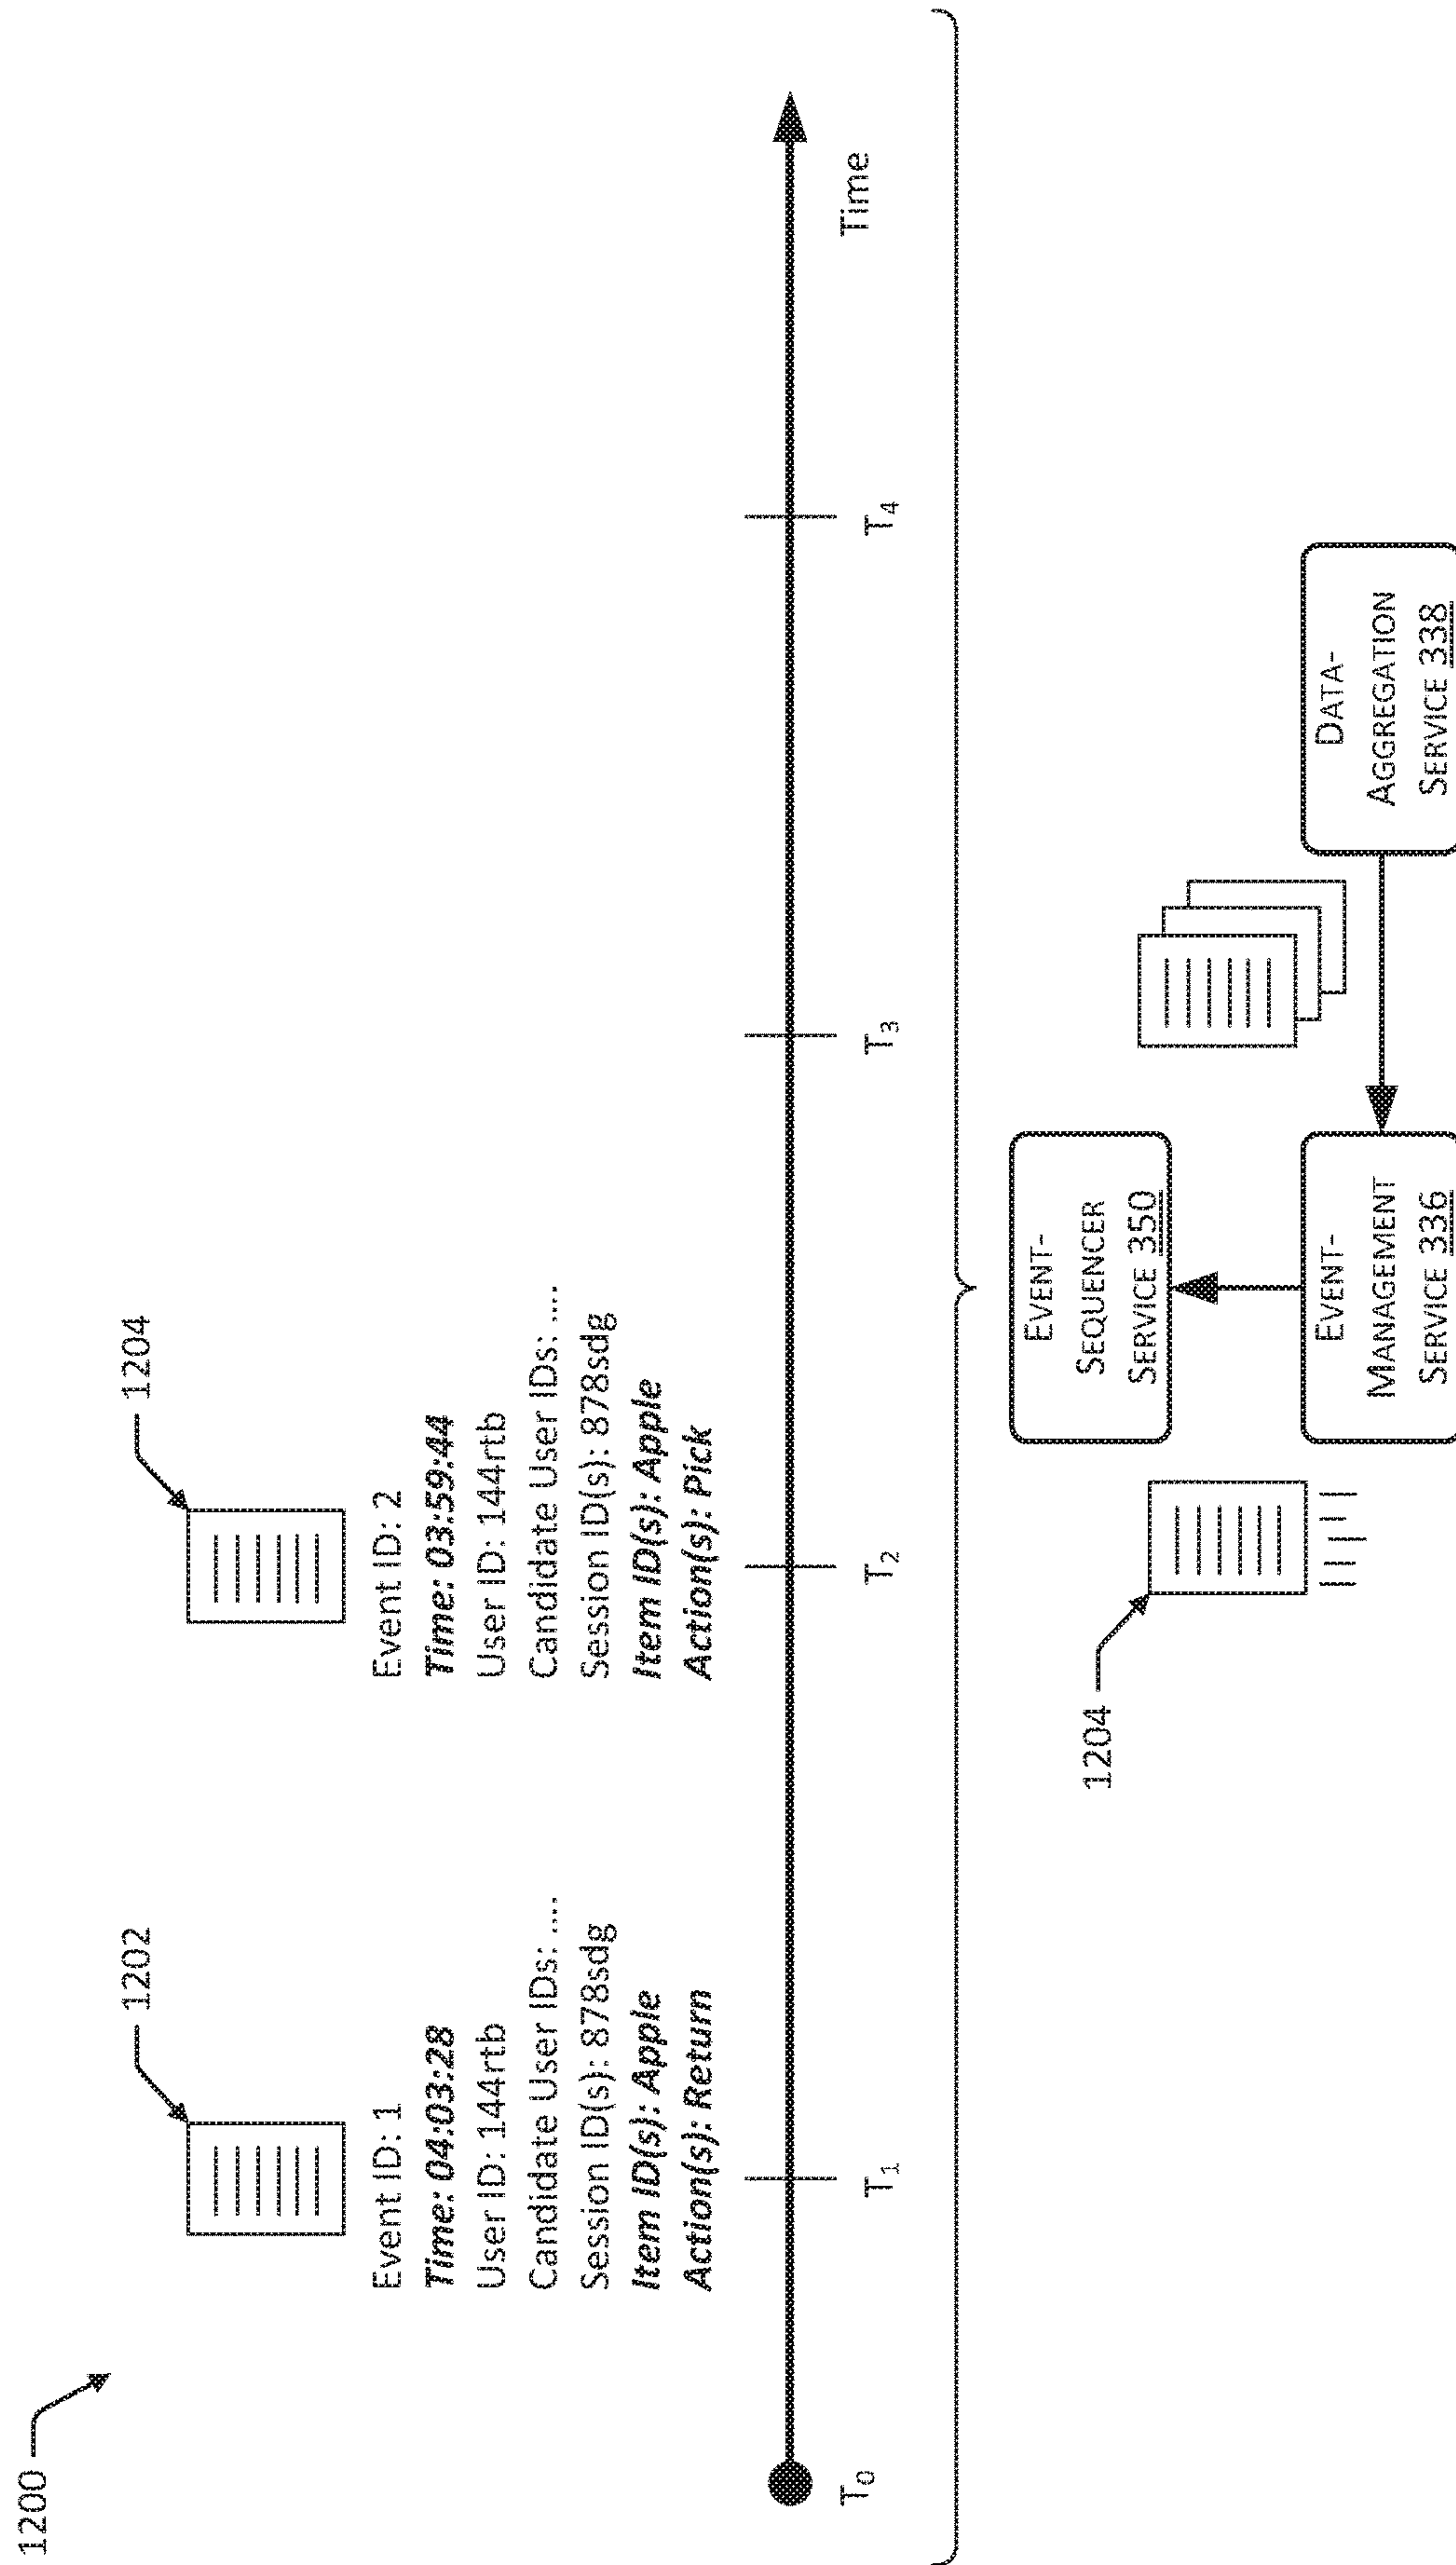 1200
1202
Event ID: 1
Time: 04:03:28
User ID: 144rtb
Candidate User IDs: ....
Session ID(s): 878sdg
Item ID(s): Apple
Action(s): Return
1204
Event ID: 2
Time: 03:59:44
User ID: 144rtb
Candidate User IDs: ....
Session ID(s): 878sdg
Item ID(s): Apple
Action(s): Pick
T0
T1
T2
T3
T4
Time
1204
EVENT-
SEQUENCER
SERVICE 350
EVENT-
MANAGEMENT
SERVICE 336
DATA-
AGGREGATION
SERVICE 338